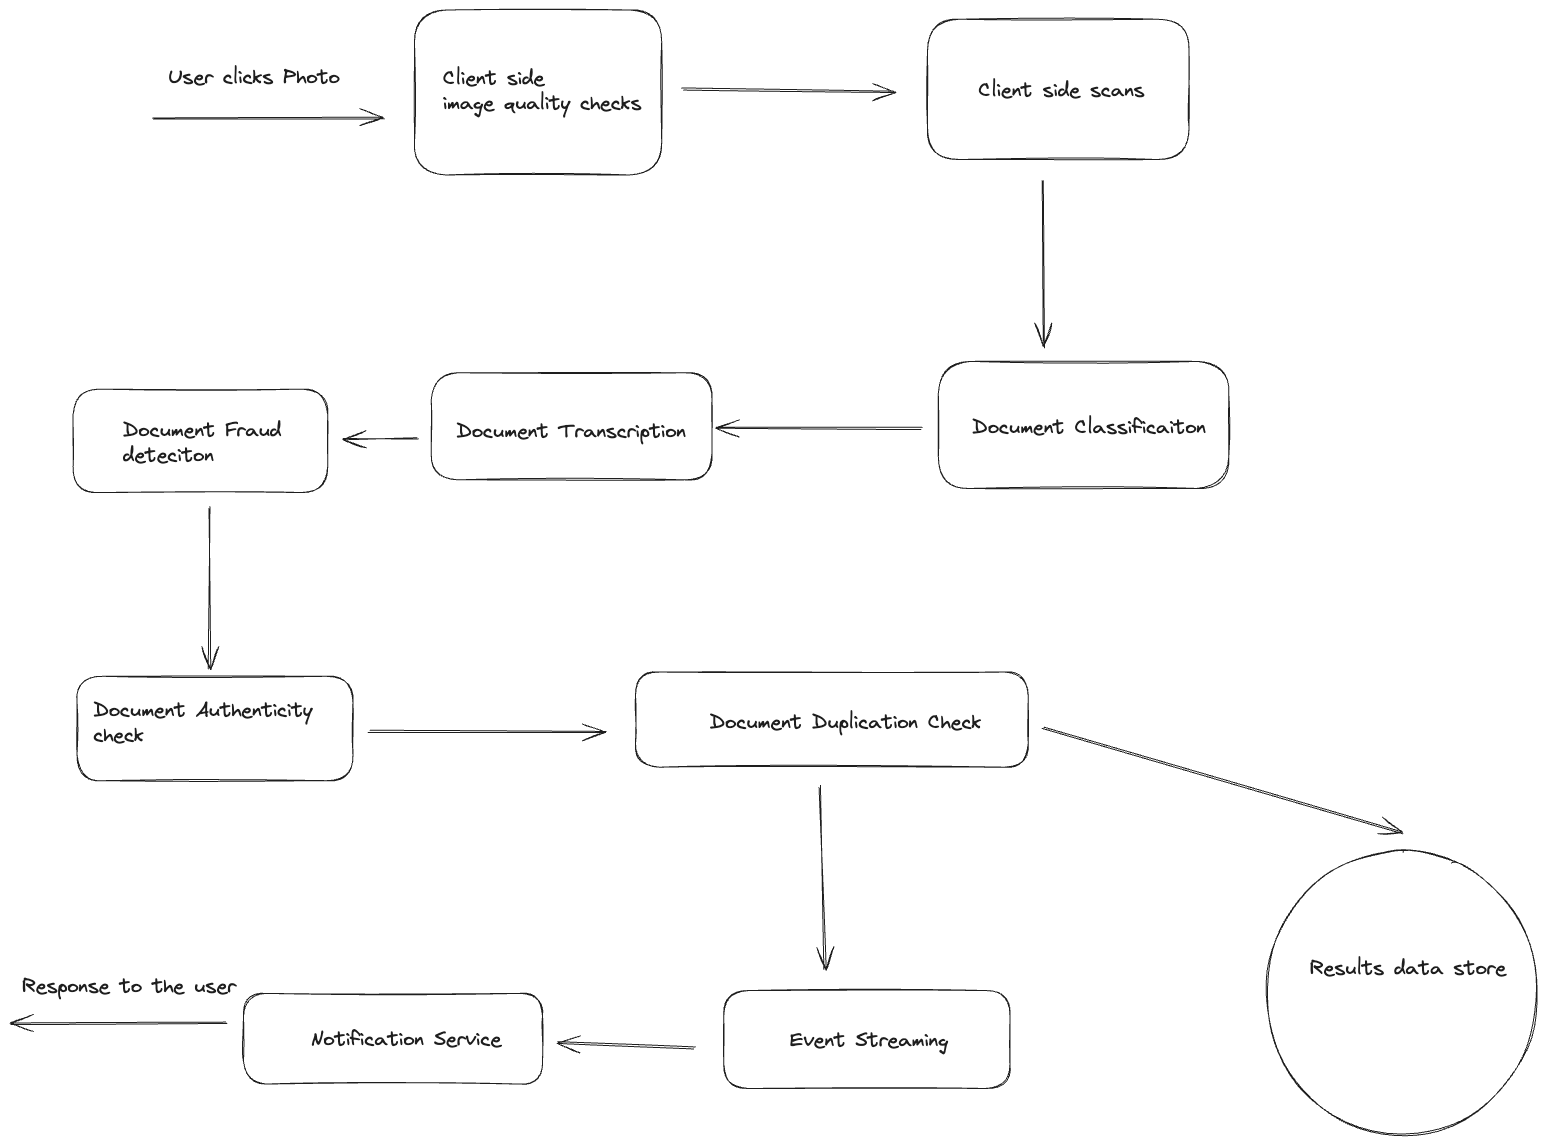 User clicks Photo
Client side
image quality checks
Client side scans
Document Classificaiton
Document Transcription
Document Fraud
deteciton
Document Authenticity
check
Document Duplication Check
Results data store
Event Streaming
Notification Service
Response to the user